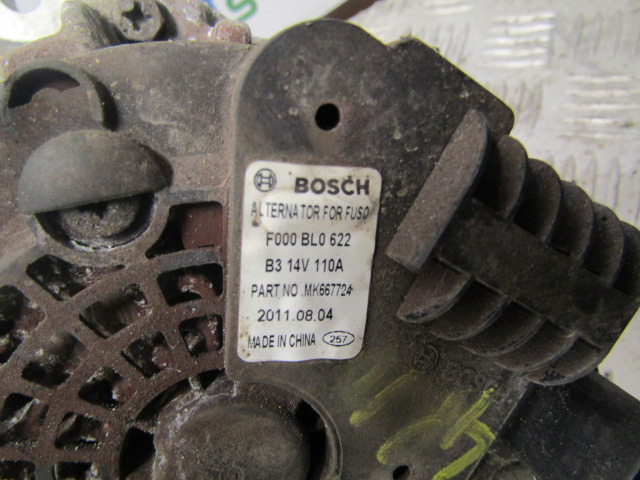 BOSCH
ALTERNATOR FOR FUSO
F000 BL0 622
B3 14V 110A
PART NO .MK667724
2011.08.04
MADE IN CHINA 257